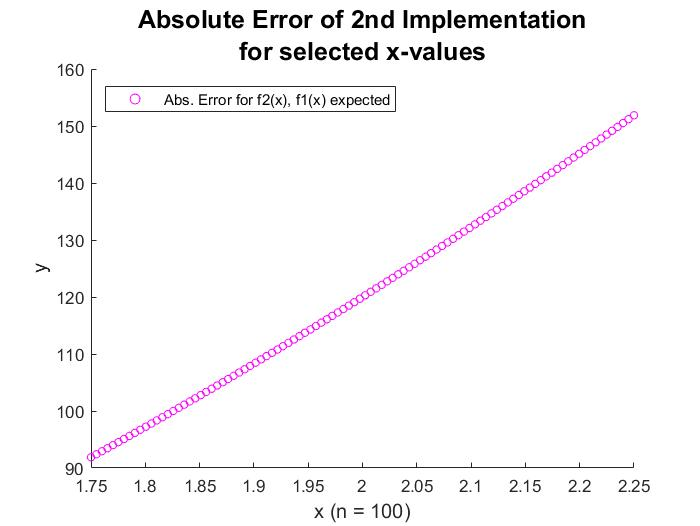 Absolute Error of 2nd Implementation
for selected x-values
160
150
140
130
120
110
100
90
y
Abs. Error for f2(x), f1(x) expected
1.75 1.8 1.85 1.9 1.95 2 2.05 2.1 2.15 2.2 2.25
x (n = 100)